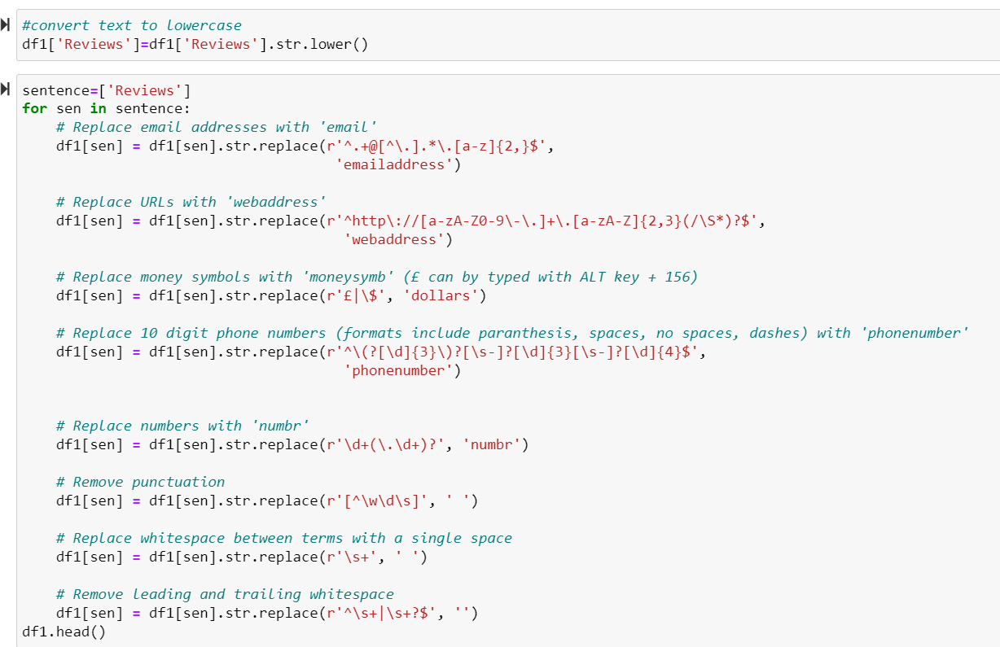 #convert text to lowercase
df1['Reviews']=df1['Reviews'].str.lower()
sentence=['Reviews']
for sen in sentence:
    # Replace email addresses with 'email'
    df1[sen] = df1[sen].str.replace(r'^.+@[^\.].*\.[a-z]{2,}$',
                                     'emailaddress')
    # Replace URLs with 'webaddress'
    df1[sen] = df1[sen].str.replace(r'^http\://[a-zA-Z0-9\-\.]+\.[a-zA-Z]{2,3}(/\S*)?$',
                                      'webaddress')
    # Replace money symbols with 'moneysymb' (£ can by typed with ALT key + 156)
    df1[sen] = df1[sen].str.replace(r'£|\$', 'dollars')
    # Replace 10 digit phone numbers (formats include paranthesis, spaces, no spaces, dashes) with 'phonenumber'
    df1[sen] = df1[sen].str.replace(r'^\(?[\d]{3}\)?[\s-]?[\d]{3}[\s-]?[\d]{4}$',
                                      'phonenumber')
    # Replace numbers with 'numbr'
    df1[sen] = df1[sen].str.replace(r'\d+(\.\d+)?', 'numbr')
    # Remove punctuation
    df1[sen] = df1[sen].str.replace(r'[^\w\d\s]', ' ')
    # Replace whitespace between terms with a single space
    df1[sen] = df1[sen].str.replace(r'\s+', ' ')
    # Remove leading and trailing whitespace
    df1[sen] = df1[sen].str.replace(r'^\s+|\s+?$', '')
df1.head()